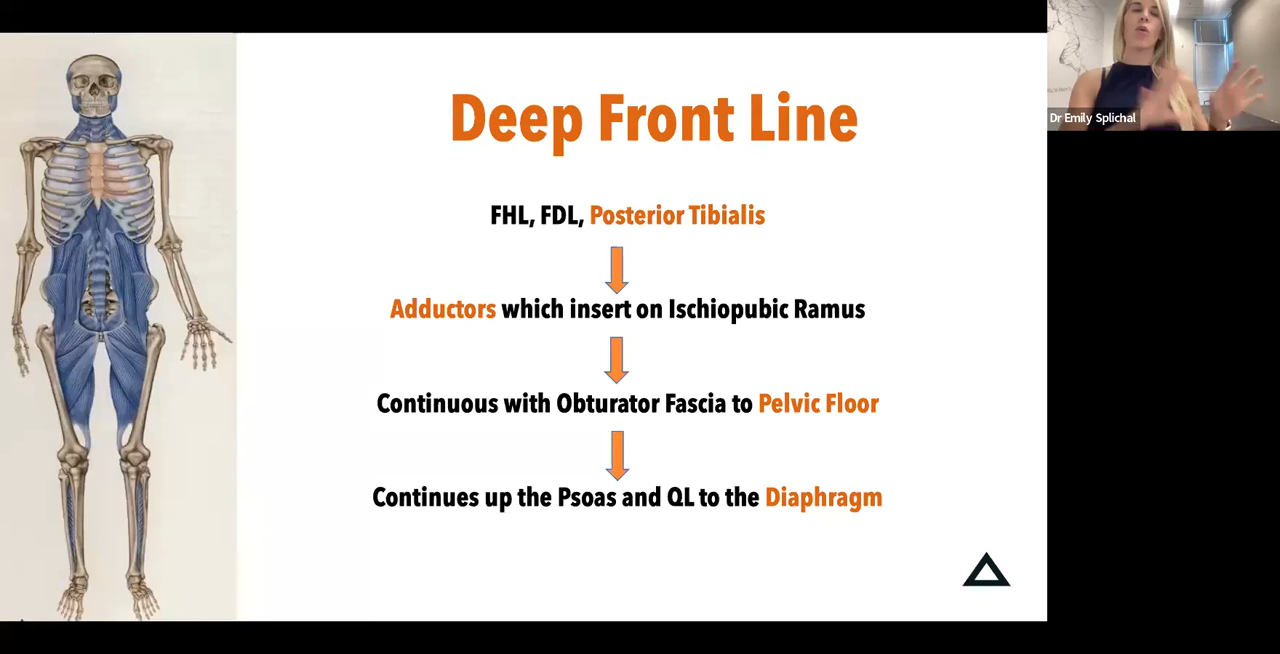 Deep Front Line
FHL, FDL, Posterior Tibialis
Adductors which insert on Ischiopubic Ramus
Continuous with Obturator Fascia to Pelvic Floor
Continues up the Psoas and QL to the Diaphragm
Dr Emily Splichal